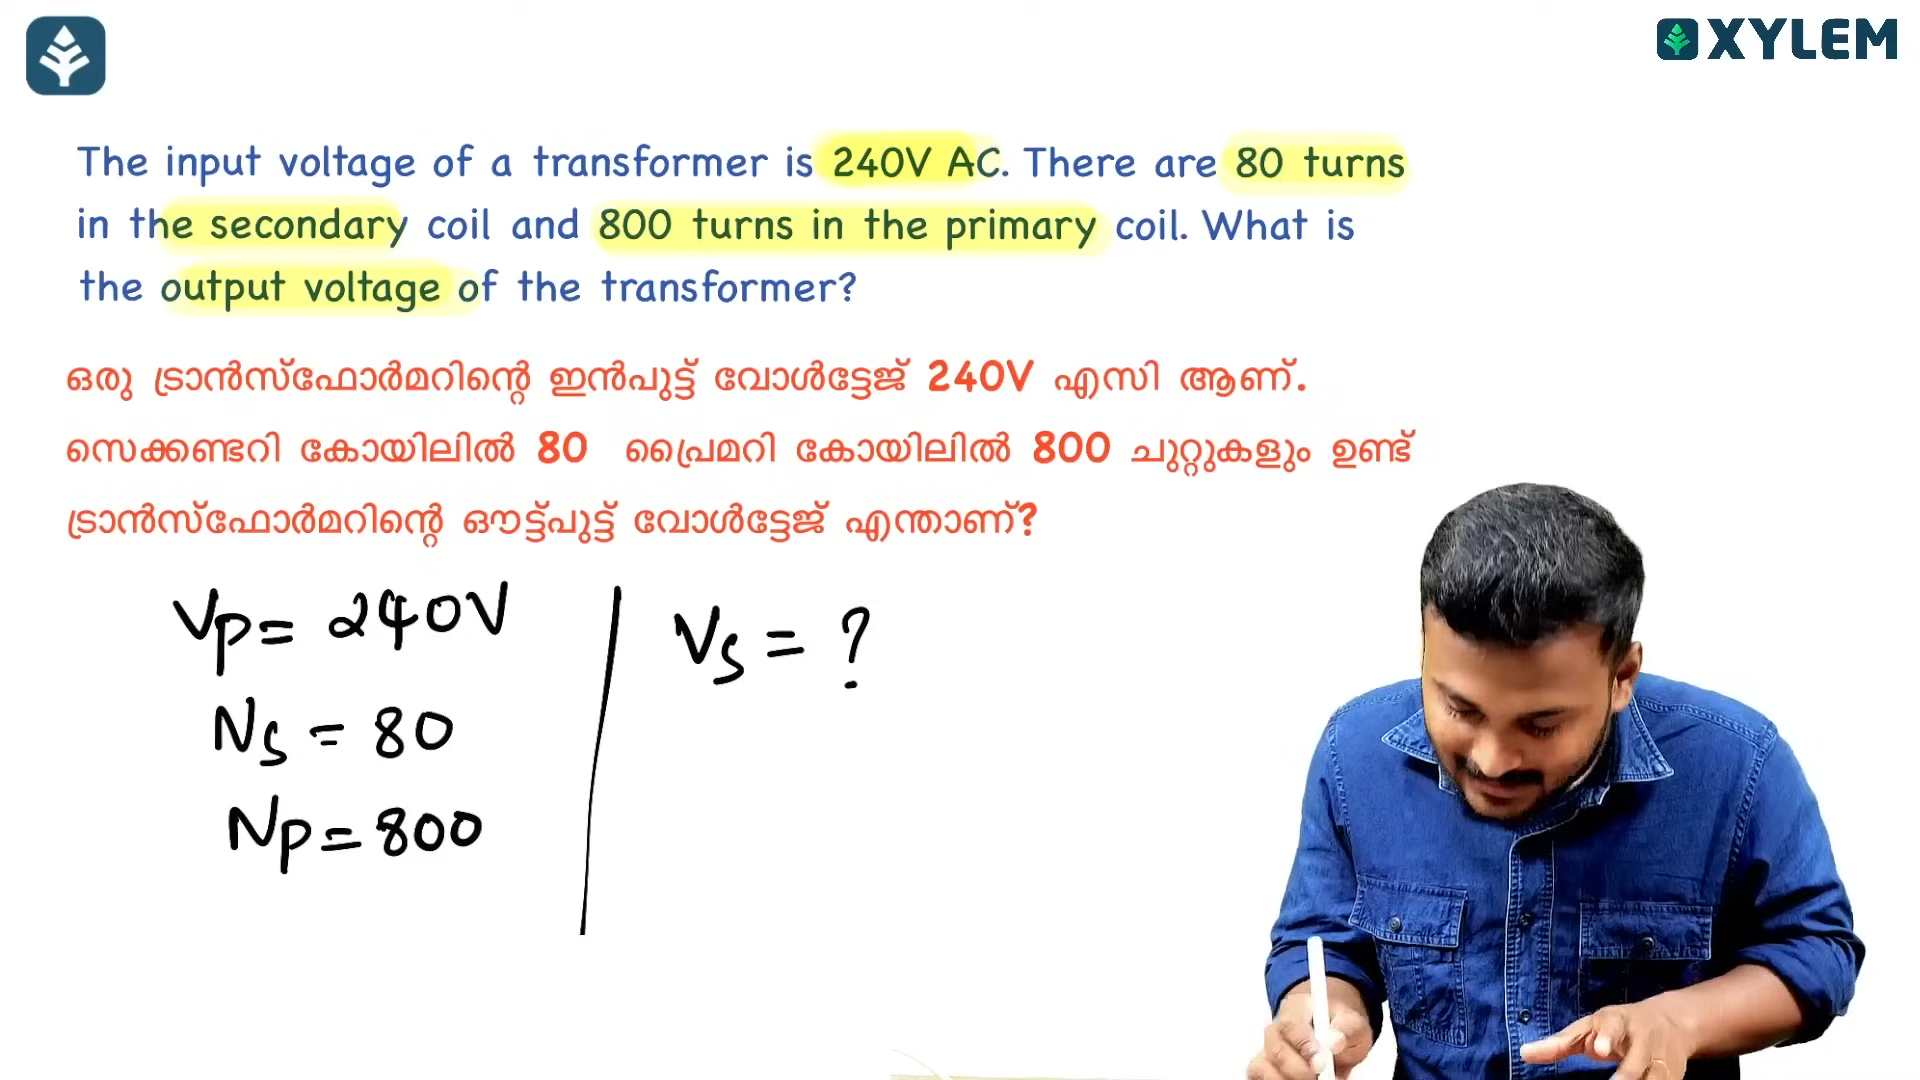 XYLEM
The input voltage of a transformer is 240V AC. There are 80 turns
in the secondary coil and 800 turns in the primary coil. What is
the output voltage of the transformer?
ഒരു ട്രാൻസ്ഫോർമറിന്റെ ഇൻപുട്ട് വോൾട്ടേജ് 240V എസി ആണ്.
സെക്കണ്ടറി കോയിലിൽ 80 പ്രൈമറി കോയിലിൽ 800 ചുറ്റുകളും ഉണ്ട്
ട്രാൻസ്ഫോർമറിന്റെ ഔട്ട്പുട്ട് വോൾട്ടേജ് എന്താണ്?
Vp= 240V
Ns = 80
Np= 800
Vs = ?